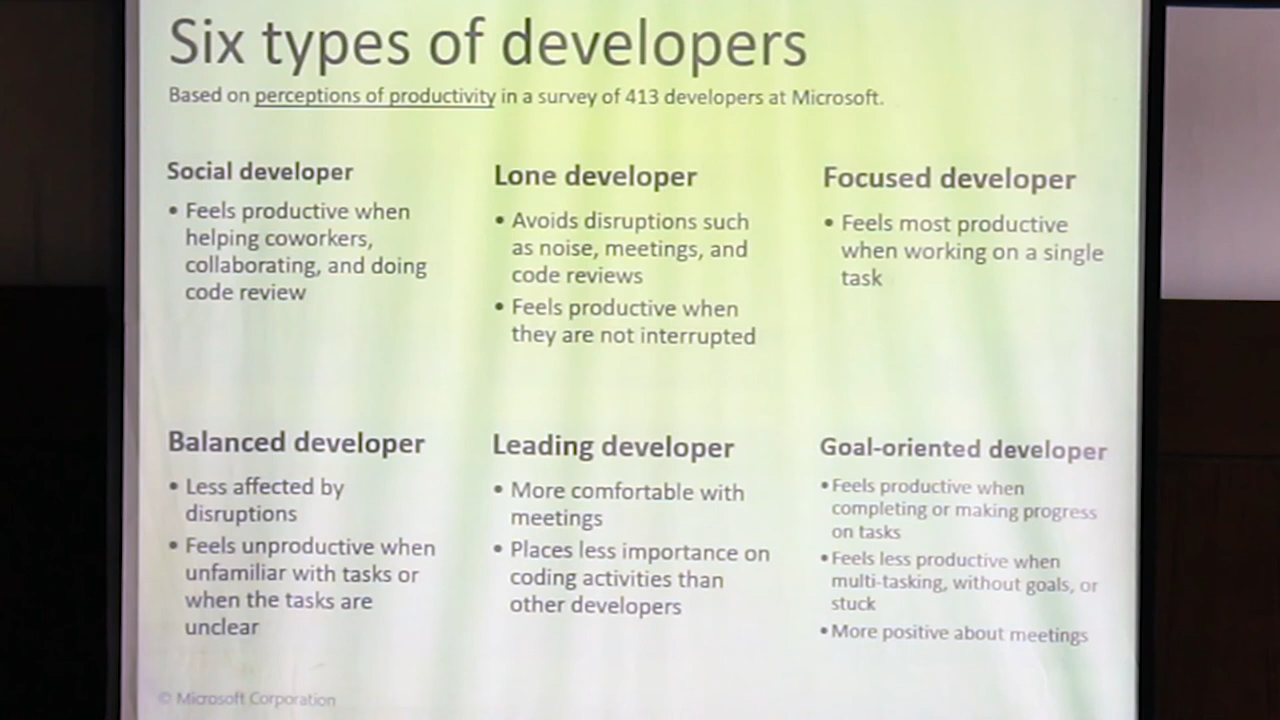 Six types of developers
Based on perceptions of productivity in a survey of 413 developers at Microsoft.
Social developer
• Feels productive when
helping coworkers,
collaborating, and doing
code review
Lone developer
• Avoids disruptions such
as noise, meetings, and
code reviews
• Feels productive when
they are not interrupted
Focused developer
• Feels most productive
when working on a single
task
Balanced developer
• Less affected by
disruptions
• Feels unproductive when
unfamiliar with tasks or
when the tasks are
unclear
Leading developer
• More comfortable with
meetings
• Places less importance on
coding activities than
other developers
Goal-oriented developer
• Feels productive when
completing or making progress
on tasks
• Feels less productive when
multi-tasking, without goals, or
stuck
• More positive about meetings
© Microsoft Corporation